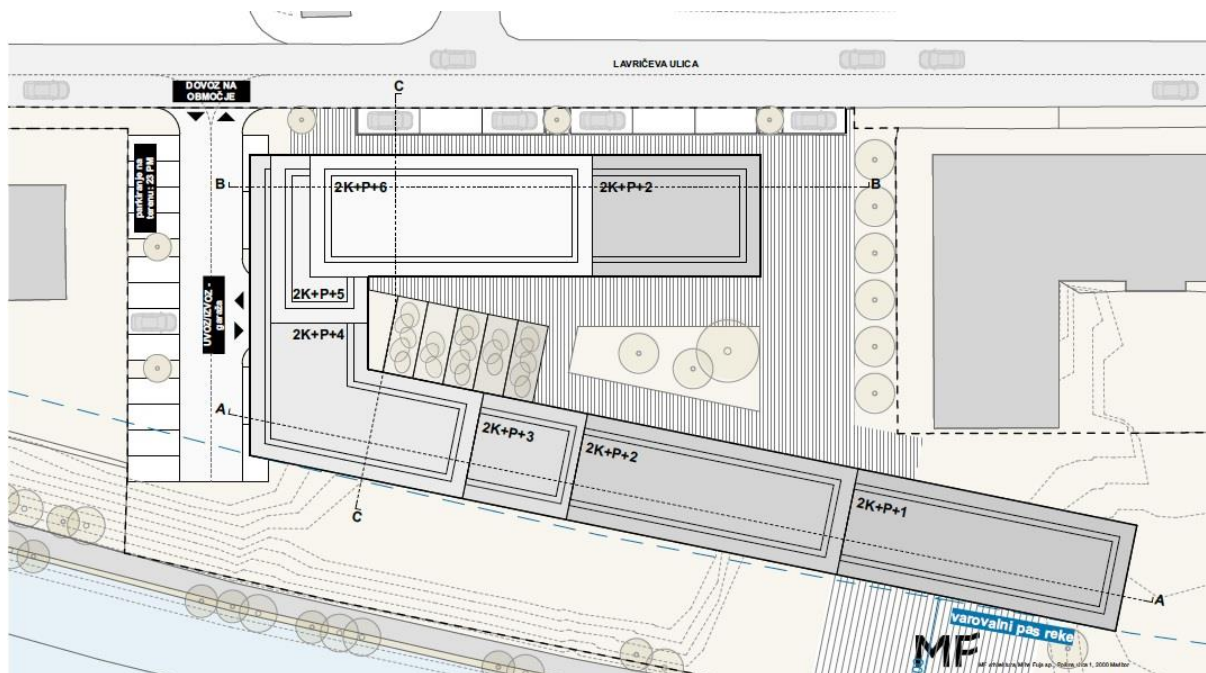 LAVRIČEVA ULICA
DOVOZ NA
OBMOČJE
C
parkiranje na
terenu: 23 PM
B
2K+P+6
2K+P+2
B
UVOZ/IZVOZ -
garaža
2K+P+5
2K+P+4
A
2K+P+3
2K+P+2
2K+P+1
C
A
varovalni pas reke
MF